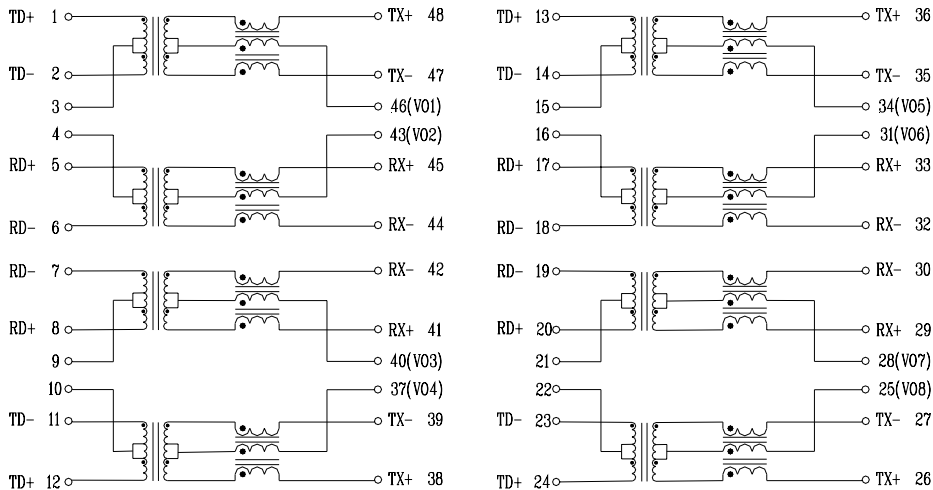 TD+ 1 TX+ 48 TD+ 13 TX+ 36
TD- 2 TX- 47 TD- 14 TX- 35
3 46(V01) 15 34(V05)
4 43(V02) 16 31(V06)
RD+ 5 RX+ 45 RD+ 17 RX+ 33
RD- 6 RX- 44 RD- 18 RX- 32
RD- 7 RX- 42 RD- 19 RX- 30
RD+ 8 RX+ 41 RD+ 20 RX+ 29
9 40(V03) 21 28(V07)
10 37(V04) 22 25(V08)
TD- 11 TX- 39 TD- 23 TX- 27
TD+ 12 TX+ 38 TD+ 24 TX+ 26